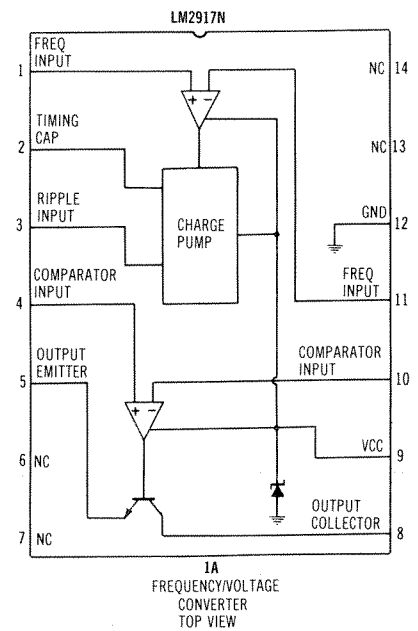 LM2917N
FREQ
INPUT
1
NC 14
TIMING
CAP
2
NC 13
RIPPLE
INPUT
3
CHARGE
PUMP
GND
12
COMPARATOR
INPUT
4
FREQ
INPUT
11
OUTPUT
EMITTER
5
COMPARATOR
INPUT
10
+ −
+ −
6 NC
VCC
9
7 NC
OUTPUT
COLLECTOR
8
1A
FREQUENCY/VOLTAGE
CONVERTER
TOP VIEW